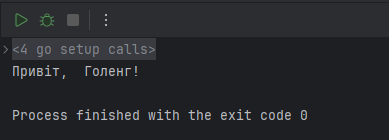 <4 go setup calls>
Привіт,  Голенг!
Process finished with the exit code 0